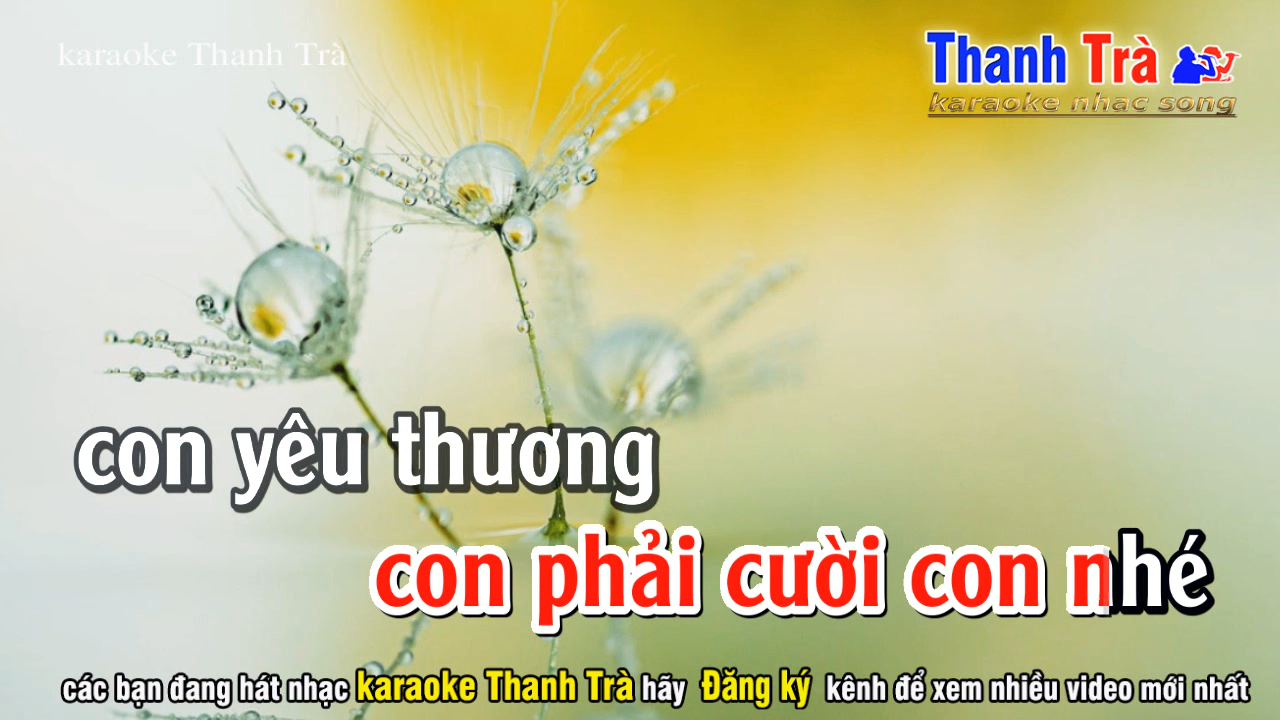 karaoke Thanh Trà
Thanh Trà
karaoke nhac song
con yêu thương
con phải cười con nhé
các bạn đang hát nhạc karaoke Thanh Trà hãy Đăng ký kênh để xem nhiều video mới nhất